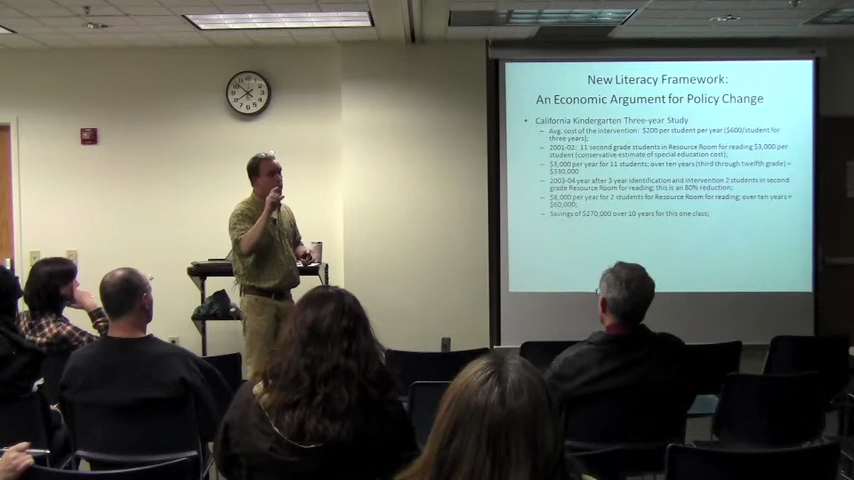 New Literacy Framework:
An Economic Argument for Policy Change
• California Kindergarten Three-year Study
– Avg. cost of the intervention: $200 per student per year ($600/student for
three years);
– 2001-02: 11 second grade students in Resource Room for reading $3,000 per
student (conservative estimate of special education cost);
– $3,000 per year for 11 students; over ten years (third through twelfth grade) =
$330,000
– 2003-04 year after 3 year identification and intervention 2 students in second
grade Resource Room for reading; this is an 80% reduction;
– $6,000 per year for 2 students for Resource Room for reading; over ten years =
$60,000;
– Savings of $270,000 over 10 years for this one class;